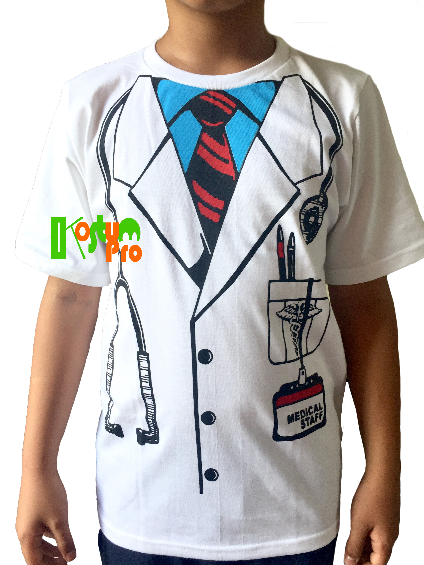 Kostum
Pro
MEDICAL
STAFF